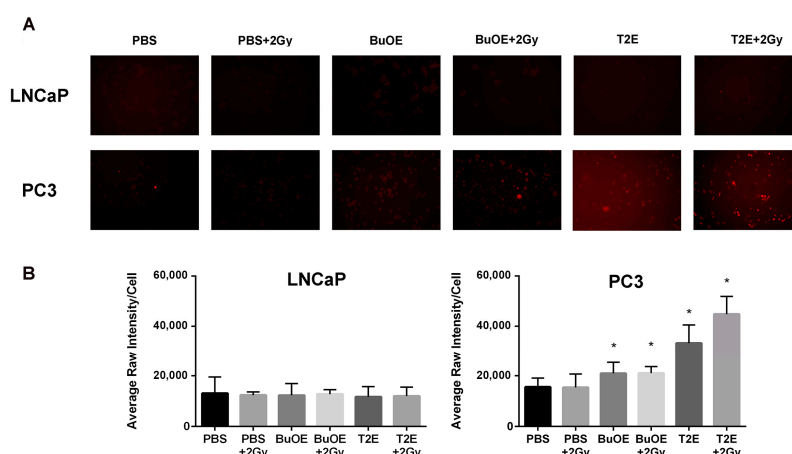 A
PBS PBS+2Gy BuOE BuOE+2Gy T2E T2E+2Gy
LNCaP
PC3
B
LNCaP
Average Raw Intensity/Cell
60,000
40,000
20,000
0
PBS PBS +2Gy BuOE BuOE +2Gy T2E T2E +2Gy
PC3
Average Raw Intensity/Cell
60,000
40,000
20,000
0
* * * *
PBS PBS +2Gy BuOE BuOE +2Gy T2E T2E +2Gy